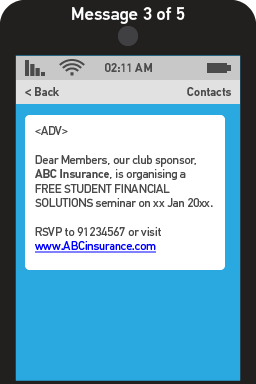 Message 3 of 5
02:11 AM
< Back Contacts
<ADV>
Dear Members, our club sponsor,
ABC Insurance, is organising a
FREE STUDENT FINANCIAL
SOLUTIONS seminar on xx Jan 20xx.
RSVP to 91234567 or visit
www.ABCinsurance.com